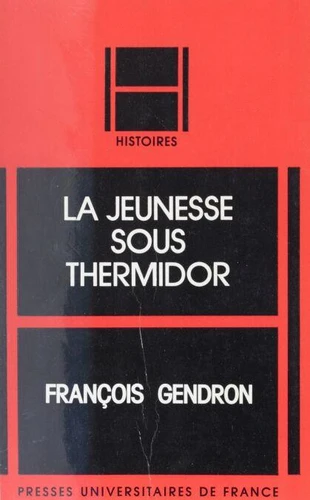 HISTOIRES
LA JEUNESSE
SOUS
THERMIDOR
FRANÇOIS GENDRON
PRESSES UNIVERSITAIRES DE FRANCE